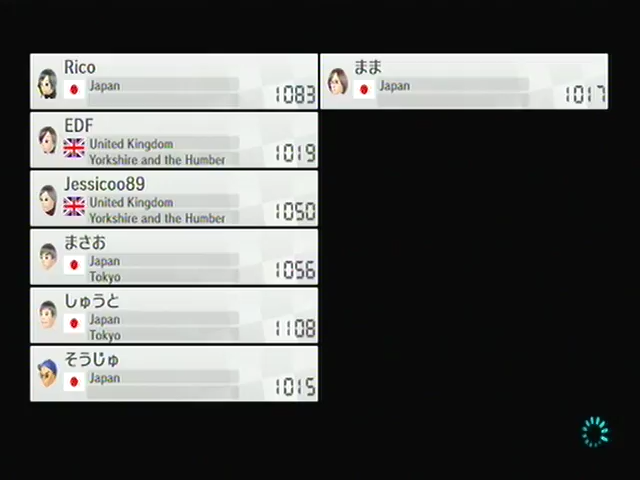 Rico
Japan
1083
EDF
United Kingdom
Yorkshire and the Humber
1019
Jessicoo89
United Kingdom
Yorkshire and the Humber
1050
まさお
Japan
Tokyo
1056
しゅうと
Japan
Tokyo
1108
そうじゅ
Japan
1015
まま
Japan
1017